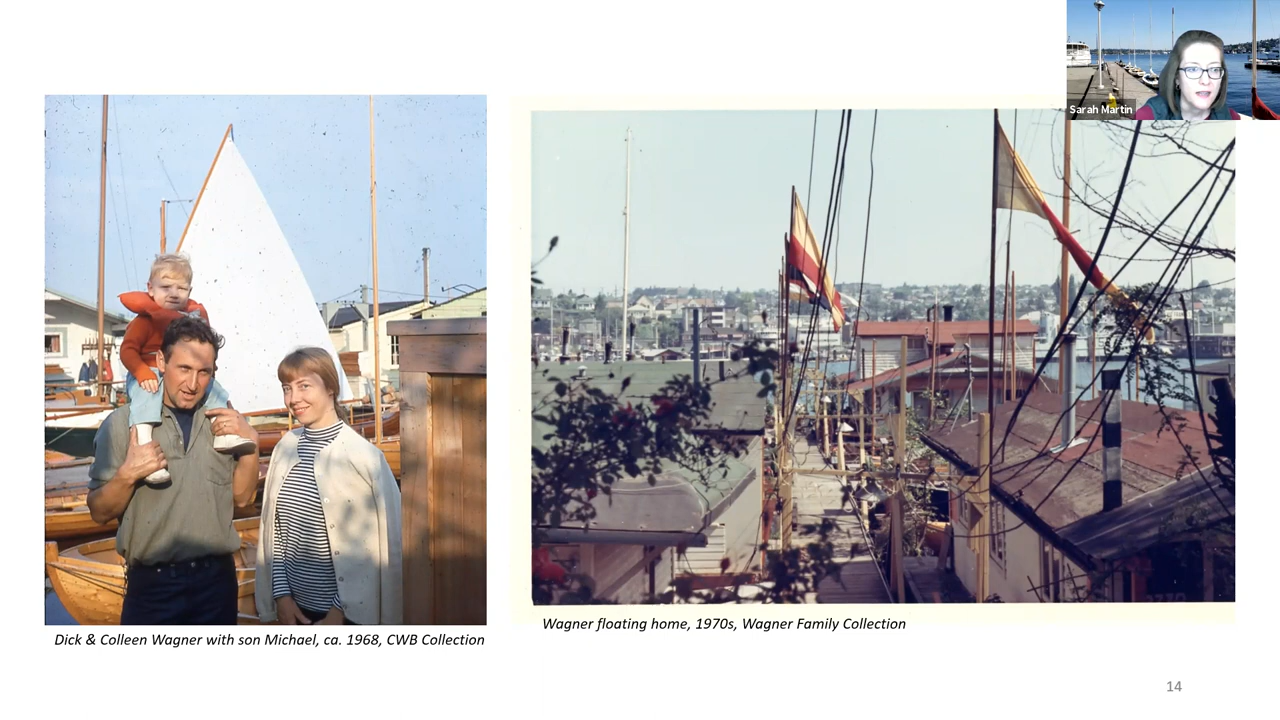 Sarah Martin
Dick & Colleen Wagner with son Michael, ca. 1968, CWB Collection
Wagner floating home, 1970s, Wagner Family Collection
14